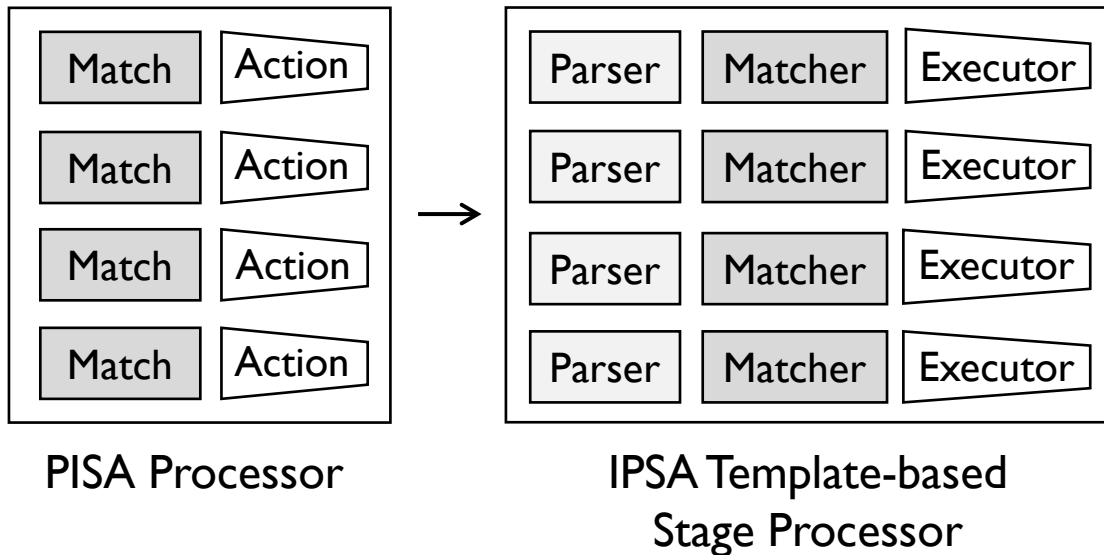 Match Action Parser Matcher Executor
Match Action Parser Matcher Executor
Match Action Parser Matcher Executor
Match Action Parser Matcher Executor
PISA Processor
IPSA Template-based
Stage Processor